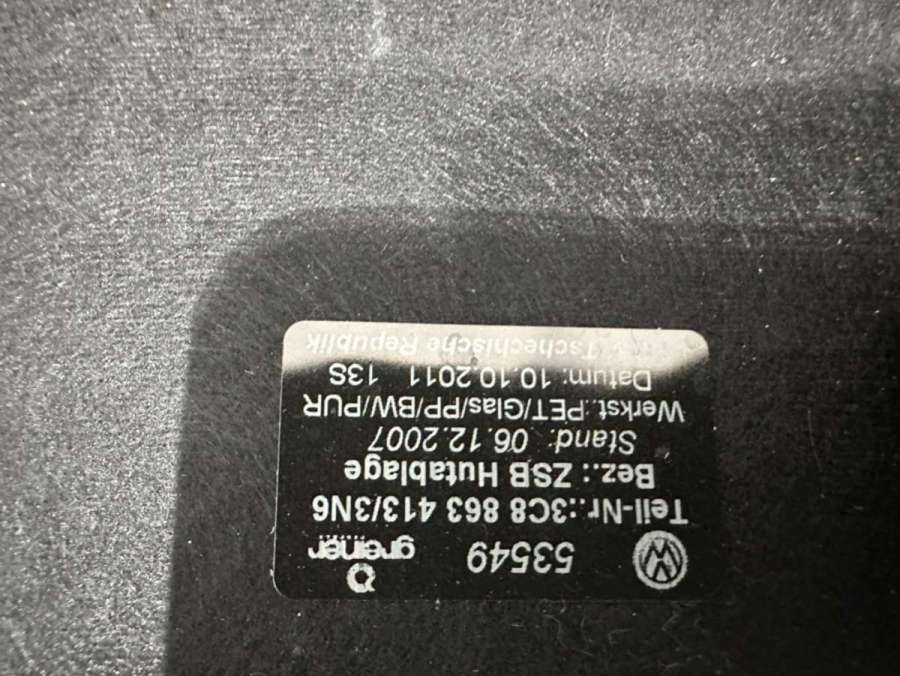 53549 greiner
Teil-Nr.:3C8 863 413/3N6
Bez.: ZSB Hutablage
Stand: 06.12.2007
Werkst.:PET/Glas/PP/BW/PUR
Datum: 10.10.2011 13S
Tschechische Republik